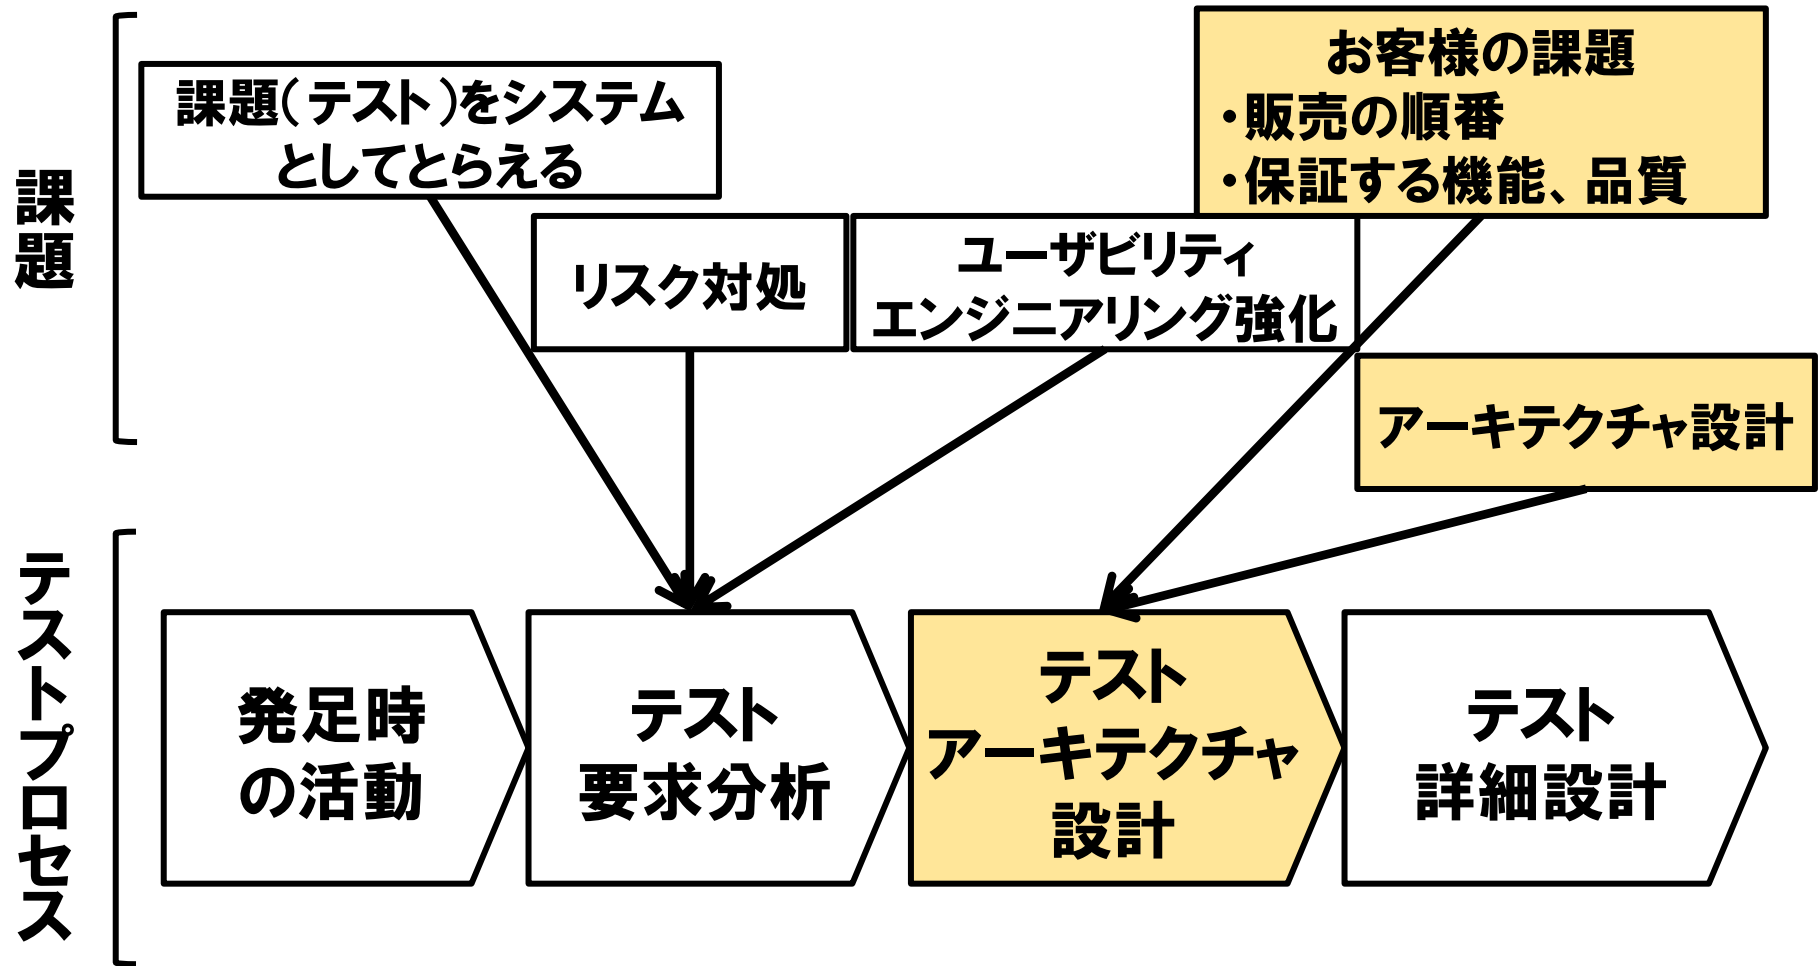 課題
課題(テスト)をシステム
としてとらえる
リスク対処
ユーザビリティ
エンジニアリング強化
お客様の課題
・販売の順番
・保証する機能、品質
アーキテクチャ設計
テストプロセス
発足時
の活動
テスト
要求分析
テスト
アーキテクチャ
設計
テスト
詳細設計